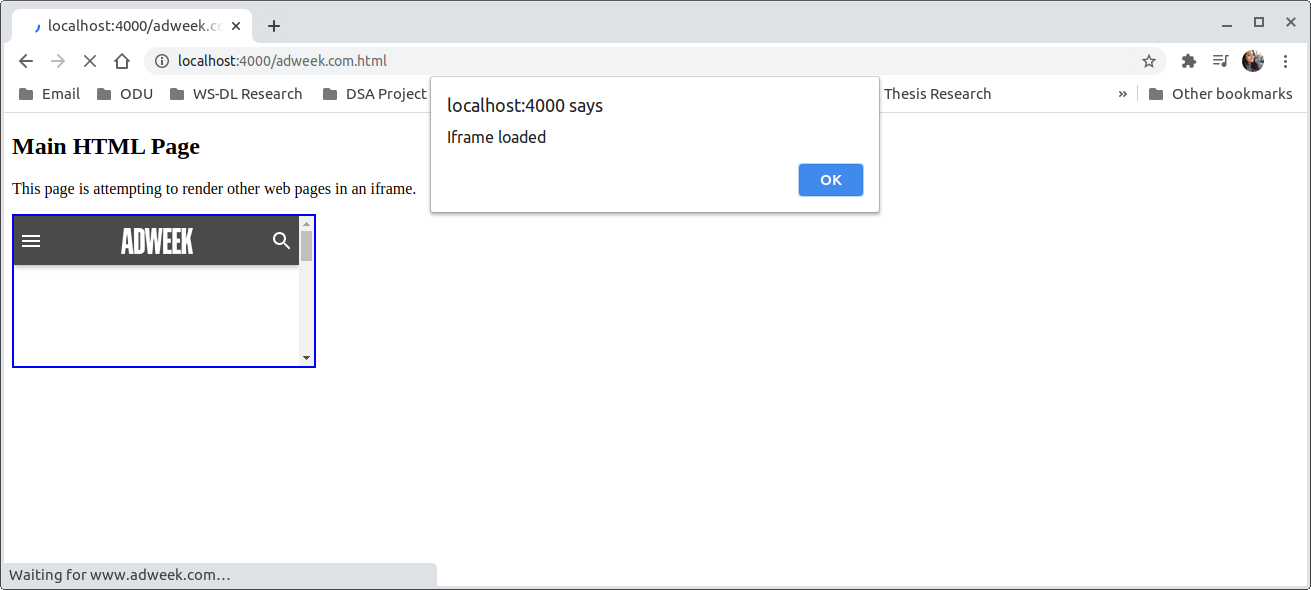 localhost:4000/adweek.co
localhost:4000/adweek.com.html
Email ODU WS-DL Research DSA Project Thesis Research » Other bookmarks
localhost:4000 says
Iframe loaded
OK
Main HTML Page
This page is attempting to render other web pages in an iframe.
ADWEEK
Waiting for www.adweek.com…